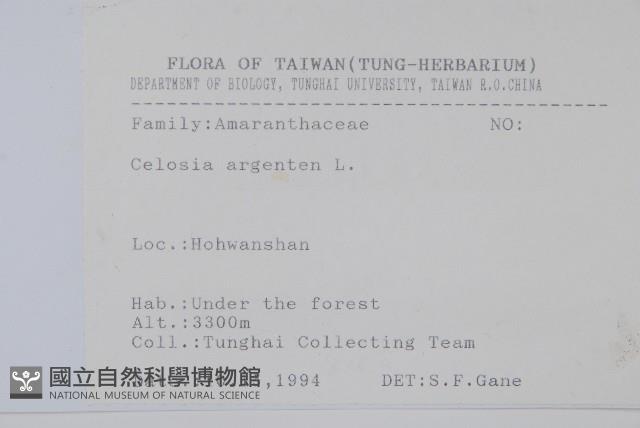 FLORA OF TAIWAN(TUNG-HERBARIUM)
DEPARTMENT OF BIOLOGY, TUNGHAI UNIVERSITY, TAIWAN R.O.CHINA
Family:Amaranthaceae NO:
Celosia argenten L.
Loc.:Hohwanshan
Hab.:Under the forest
Alt.:3300m
Coll.:Tunghai Collecting Team
,1994 DET:S.F.Gane
國立自然科學博物館
NATIONAL MUSEUM OF NATURAL SCIENCE